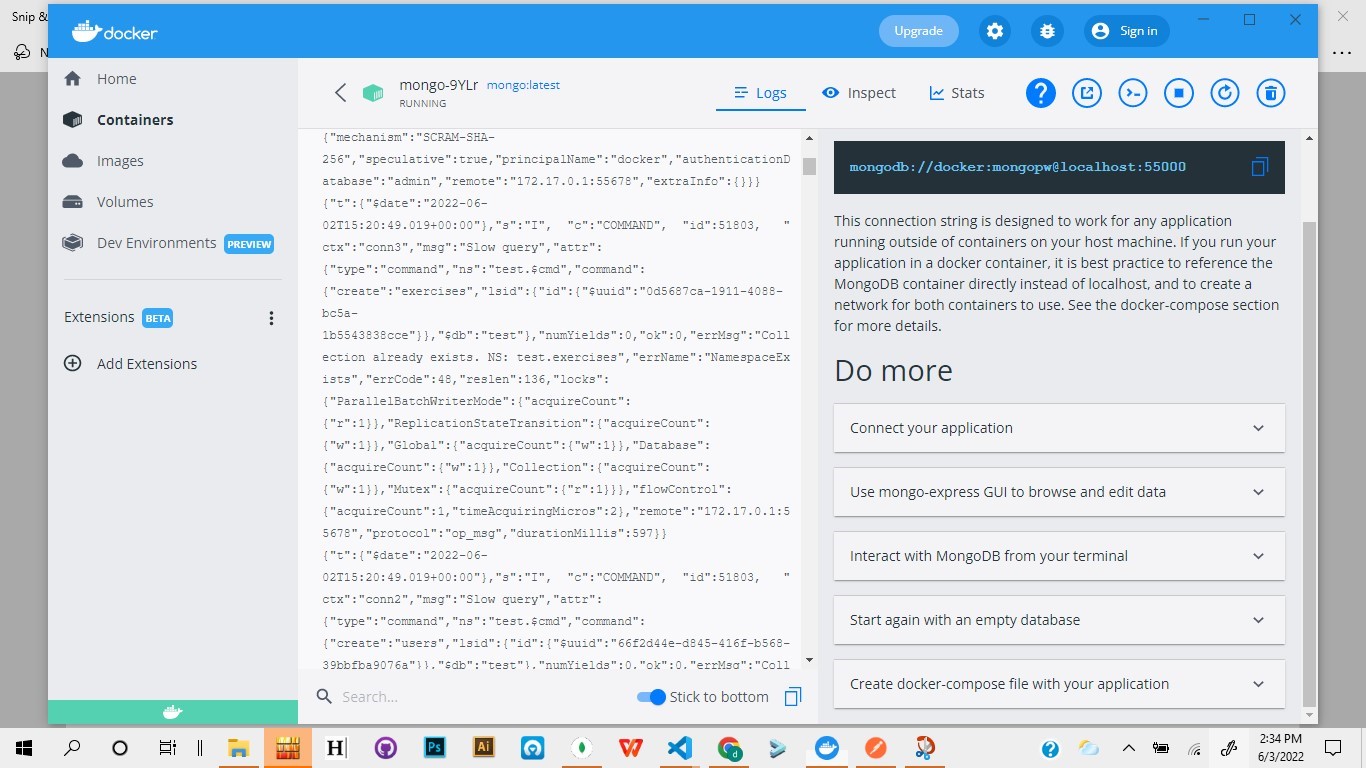 Snip &
N
docker
Upgrade
Sign in
Home
Containers
Images
Volumes
Dev Environments PREVIEW
Extensions BETA
Add Extensions
mongo-9YLr mongo:latest
RUNNING
Logs
Inspect
Stats
{"mechanism":"SCRAM-SHA-
256","speculative":true,"principalName":"docker","authenticationD
atabase":"admin","remote":"172.17.0.1:55678","extraInfo":{}}}
{"t":{"$date":"2022-06-
02T15:20:49.019+00:00"},"s":"I", "c":"COMMAND", "id":51803, "
ctx":"conn3","msg":"Slow query","attr":
{"type":"command","ns":"test.$cmd","command":
{"create":"exercises","lsid":{"id":{"$uuid":"0d5687ca-1911-4088-
bc5a-
1b5543838cce"}},"$db":"test"},"numYields":0,"ok":0,"errMsg":"Coll
ection already exists. NS: test.exercises","errName":"NamespaceEx
ists","errCode":48,"reslen":136,"locks":
{"ParallelBatchWriterMode":{"acquireCount":
{"r":1}},"ReplicationStateTransition":{"acquireCount":
{"w":1}},"Global":{"acquireCount":{"w":1}},"Database":
{"acquireCount":{"w":1}},"Collection":{"acquireCount":
{"w":1}},"Mutex":{"acquireCount":{"r":1}}},"flowControl":
{"acquireCount":1,"timeAcquiringMicros":2},"remote":"172.17.0.1:5
5678","protocol":"op_msg","durationMillis":597}}
{"t":{"$date":"2022-06-
02T15:20:49.019+00:00"},"s":"I", "c":"COMMAND", "id":51803, "
ctx":"conn2","msg":"Slow query","attr":
{"type":"command","ns":"test.$cmd","command":
{"create":"users","lsid":{"id":{"$uuid":"66f2d44e-d845-416f-b568-
39bbfba9076a"}},"$db":"test"},"numYields":0,"ok":0,"errMsg":"Coll
Search...
Stick to bottom
mongodb://docker:mongopw@localhost:55000
This connection string is designed to work for any application
running outside of containers on your host machine. If you run your
application in a docker container, it is best practice to reference the
MongoDB container directly instead of localhost, and to create a
network for both containers to use. See the docker-compose section
for more details.
Do more
Connect your application
Use mongo-express GUI to browse and edit data
Interact with MongoDB from your terminal
Start again with an empty database
Create docker-compose file with your application
H
Ps
Ai
W
d
2:34 PM
6/3/2022